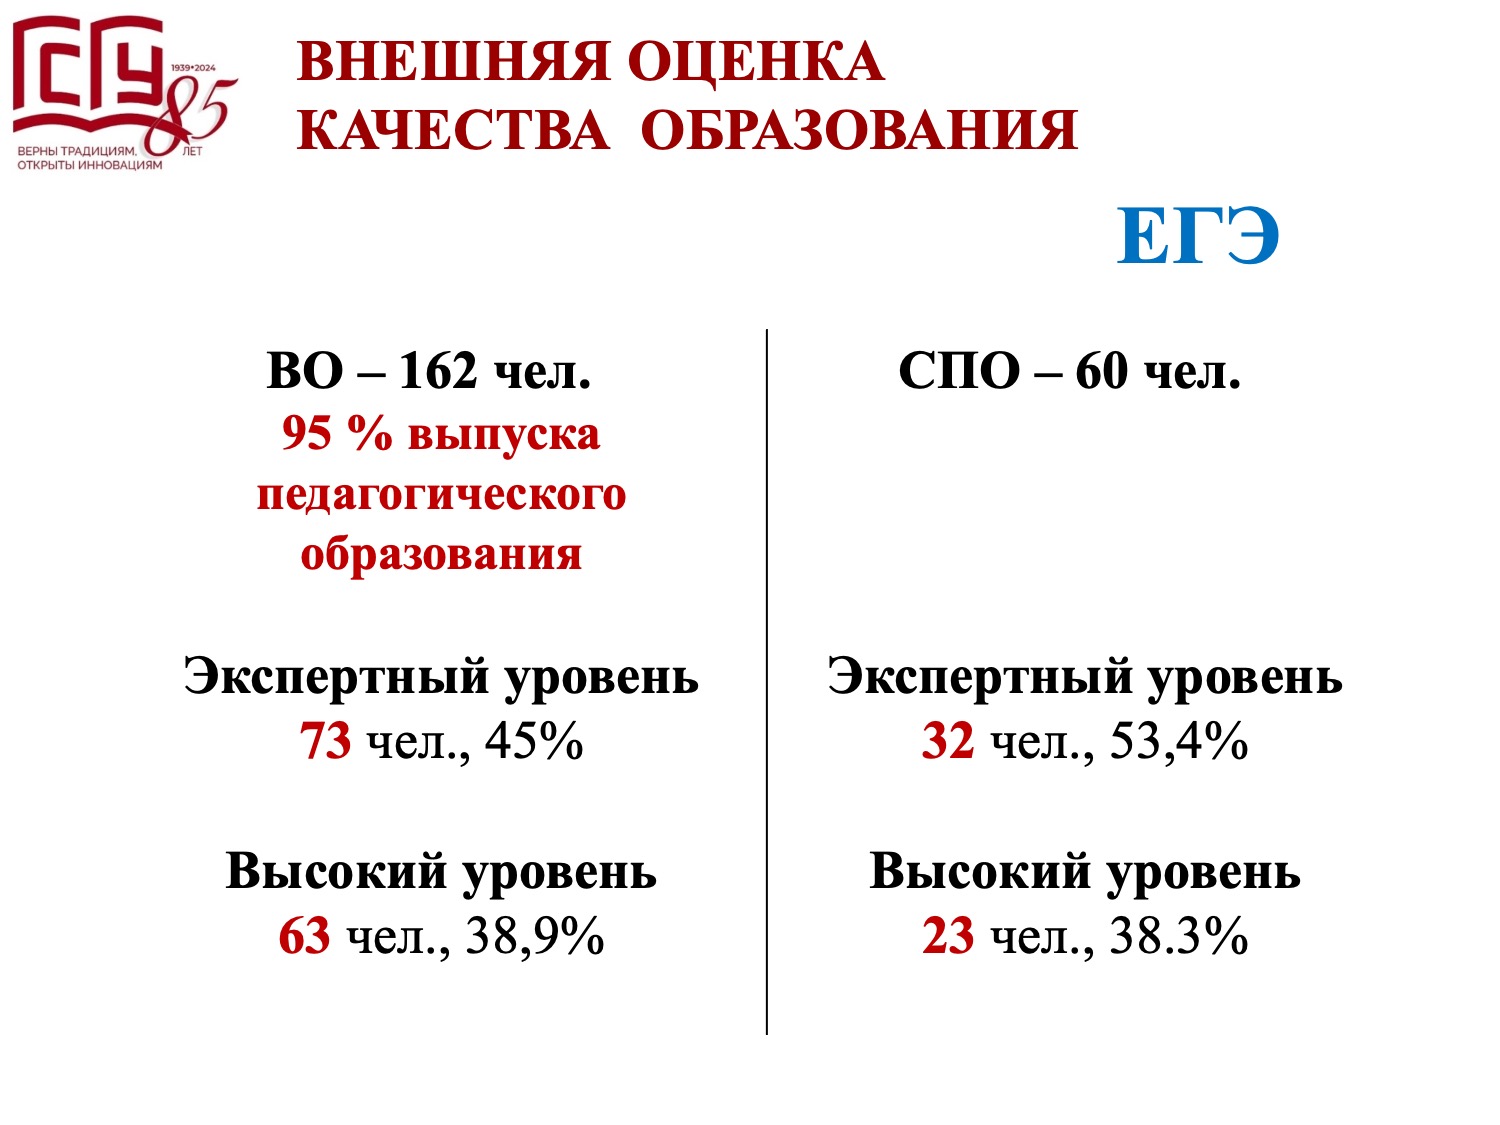 ГСГУ
1939•2024
85
ЛЕТ
ВЕРНЫ ТРАДИЦИЯМ,
ОТКРЫТЫ ИННОВАЦИЯМ
ВНЕШНЯЯ ОЦЕНКА
КАЧЕСТВА ОБРАЗОВАНИЯ
ЕГЭ
ВО – 162 чел.
95 % выпуска
педагогического
образования
Экспертный уровень
73 чел., 45%
Высокий уровень
63 чел., 38,9%
СПО – 60 чел.
Экспертный уровень
32 чел., 53,4%
Высокий уровень
23 чел., 38.3%